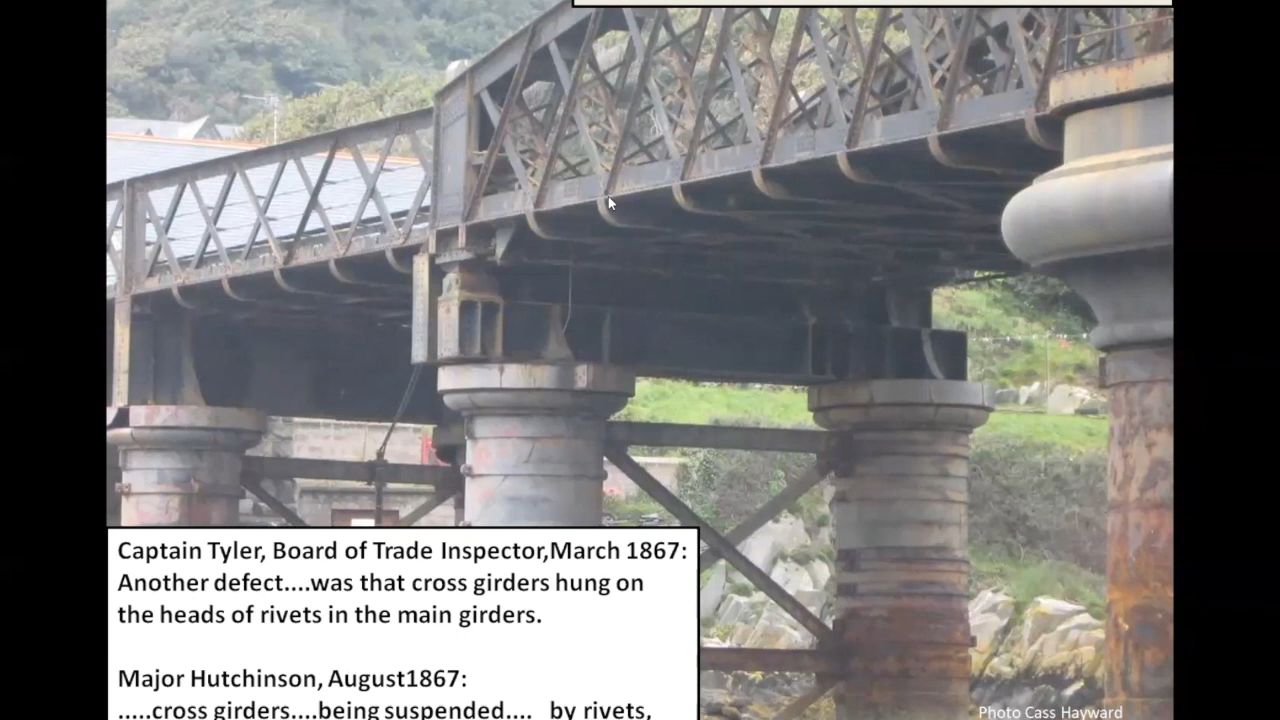 Captain Tyler, Board of Trade Inspector,March 1867:
Another defect....was that cross girders hung on
the heads of rivets in the main girders.
Major Hutchinson, August1867:
.....cross girders....being suspended.... by rivets,
Photo Cass Hayward